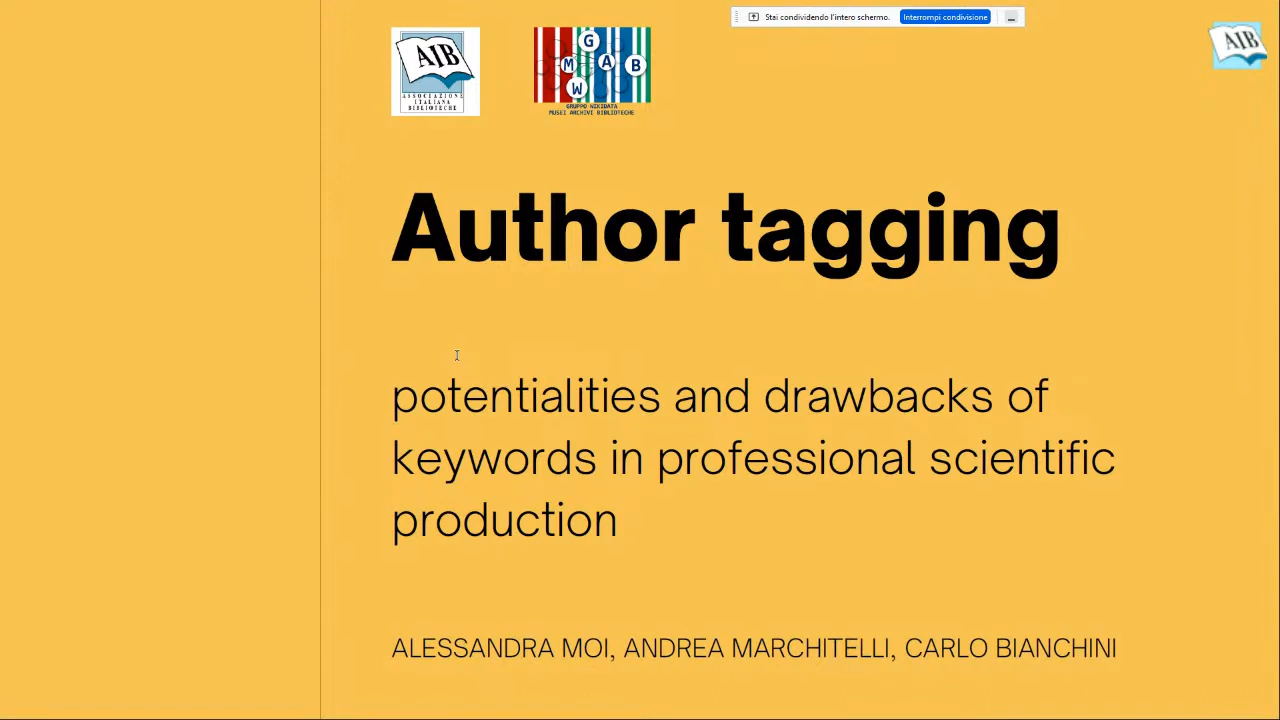 Stai condividendo l'intero schermo. Interrompi condivisione
AIB
ASSOCIAZIONE
ITALIANA
BIBLIOTECHE
G
M A B
W
GRUPPO WIKIDATA
MUSEI ARCHIVI BIBLIOTECHE
AIB
Author tagging
potentialities and drawbacks of
keywords in professional scientific
production
ALESSANDRA MOI, ANDREA MARCHITELLI, CARLO BIANCHINI